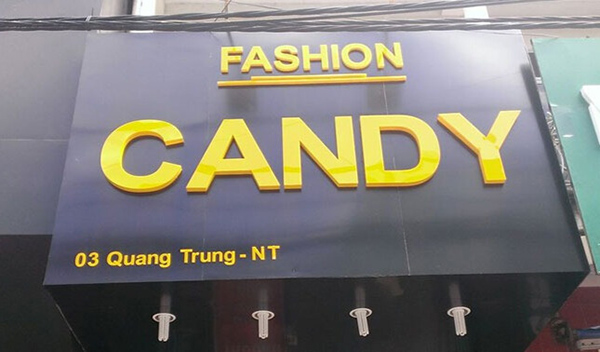 FASHION
CANDY
03 Quang Trung - NT